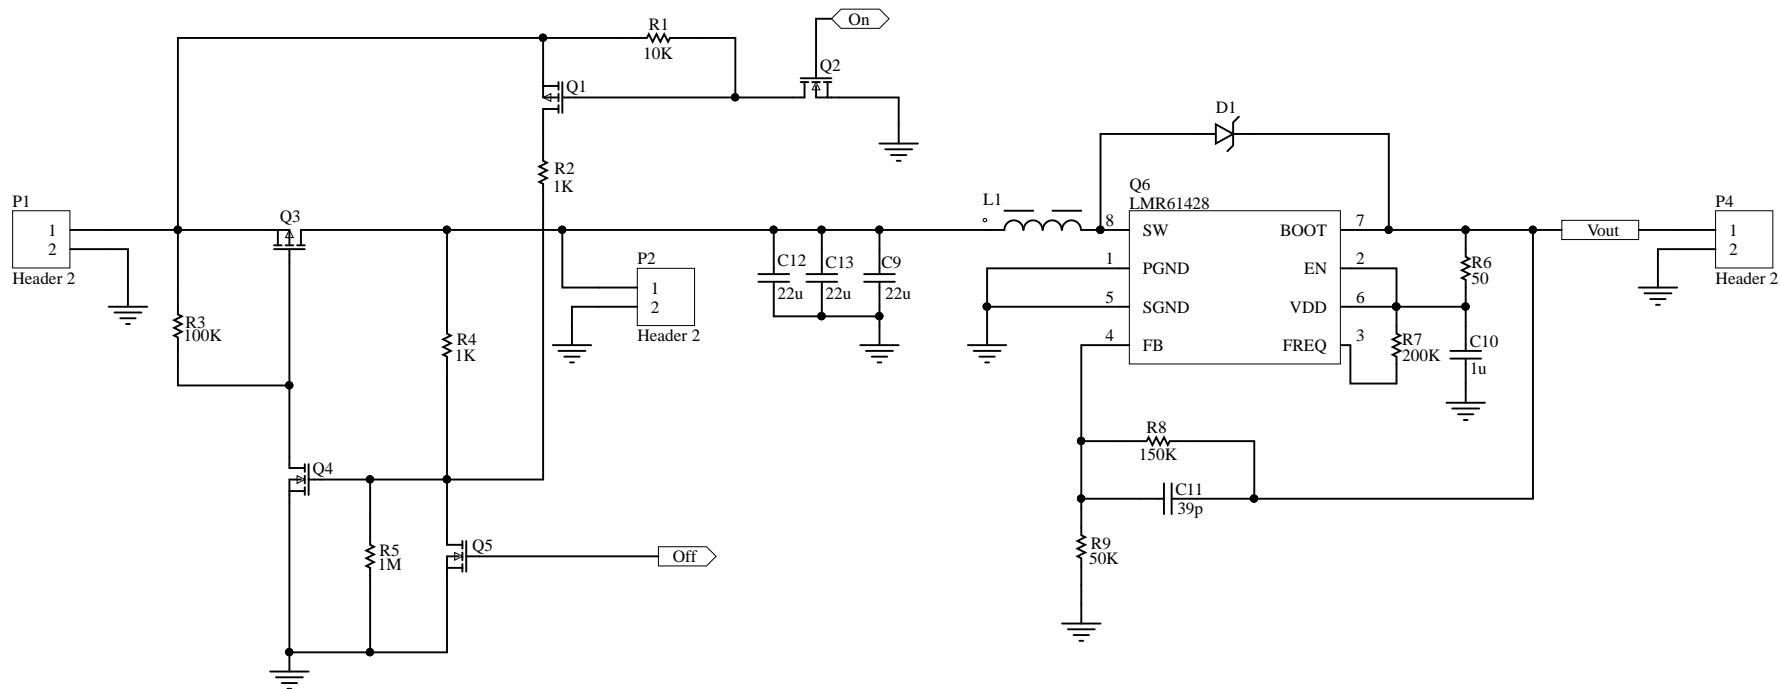 On
R1
10K
Q2
Q1
D1
R2
1K
Q6
LMR61428
P1
1
2
Header 2
Q3
L1
8
SW
BOOT
7
1
PGND
EN
2
5
SGND
VDD
6
4
FB
FREQ
3
Vout
P4
1
2
Header 2
P2
1
2
Header 2
C12
22u
C13
22u
C9
22u
R6
50
R3
100K
R4
1K
R7
200K
C10
1u
R8
150K
C11
39p
Q4
R5
1M
Q5
Off
R9
50K